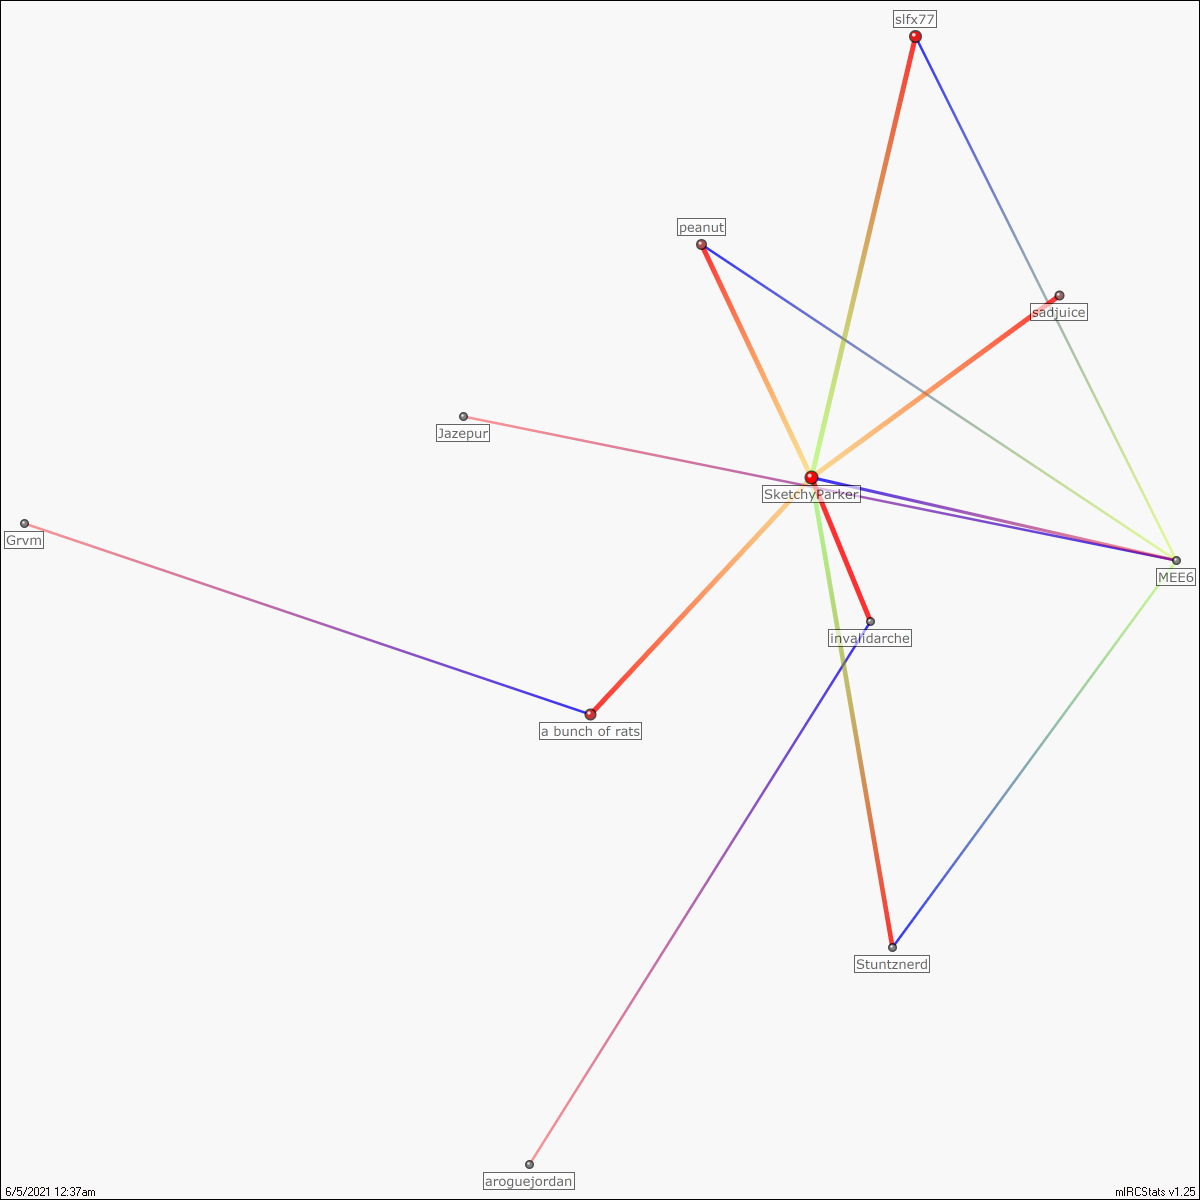 slfx77
peanut
sadjuice
Jazepur
SketchyParker
Grvm
MEE6
invalidarche
a bunch of rats
Stuntznerd
aroguejordan
6/5/2021 12:37am
mIRCStats v1.25